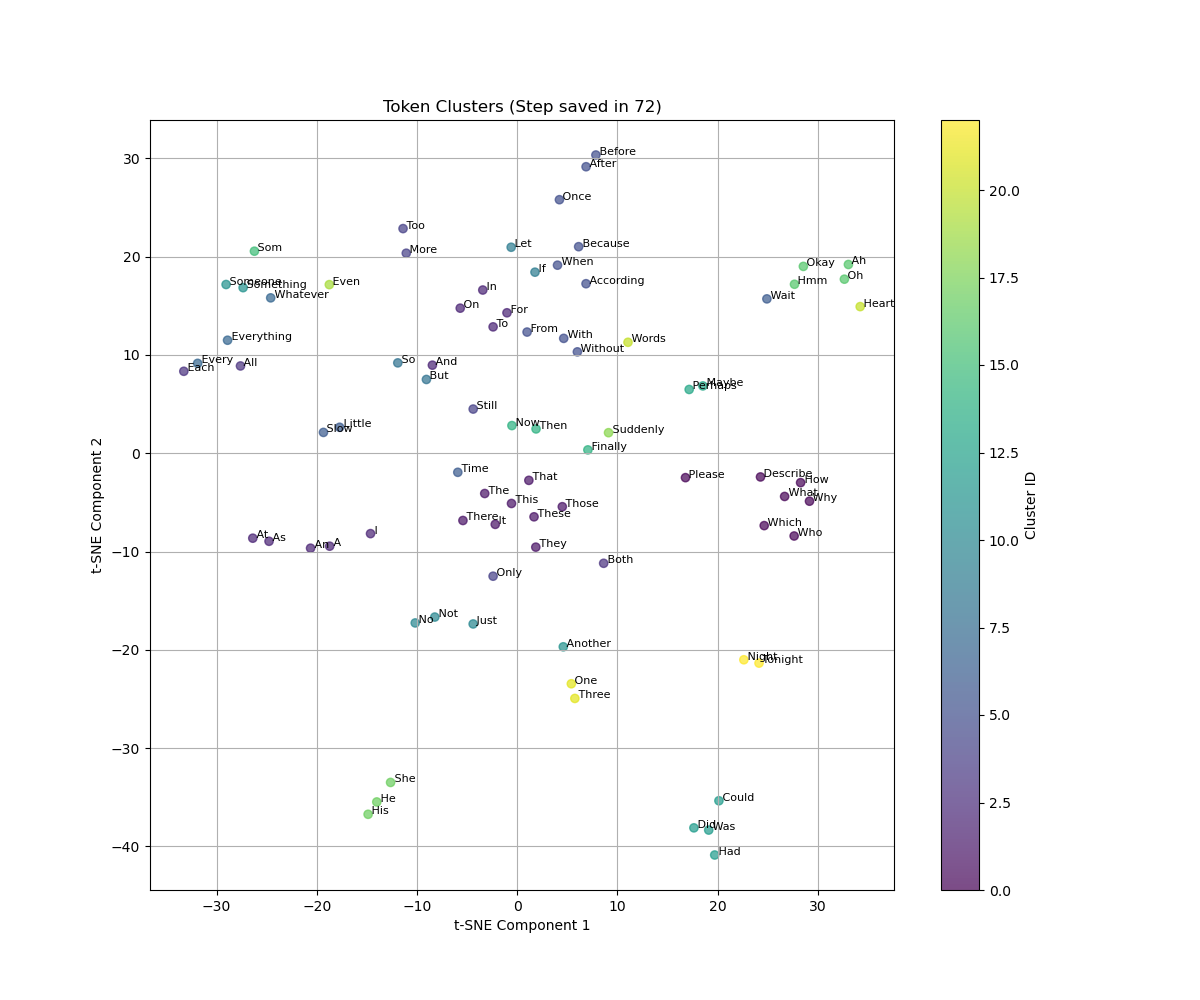 Token Clusters (Step saved in 72)
Before
After
Once
Too
More
Let
Because
When
If
According
Som
Someone
Something
Whatever
Even
Okay
Ah
Hmm
Oh
Wait
Heart
In
On
For
To
From
With
Without
Words
Everything
Every
Each
All
So
And
But
Perhaps
Maybe
Still
Little
Slow
Now
Then
Suddenly
Finally
Time
That
The
This
Those
There
It
These
They
Both
Please
Describe
How
What
Why
Which
Who
At
As
An
A
I
Only
No
Not
Just
Another
One
Three
Night
Tonight
She
He
His
Could
Did
Was
Had
30
20
10
0
−10
−20
−30
−40
t-SNE Component 2
−30
−20
−10
0
10
20
30
t-SNE Component 1
20.0
17.5
15.0
12.5
10.0
7.5
5.0
2.5
0.0
Cluster ID